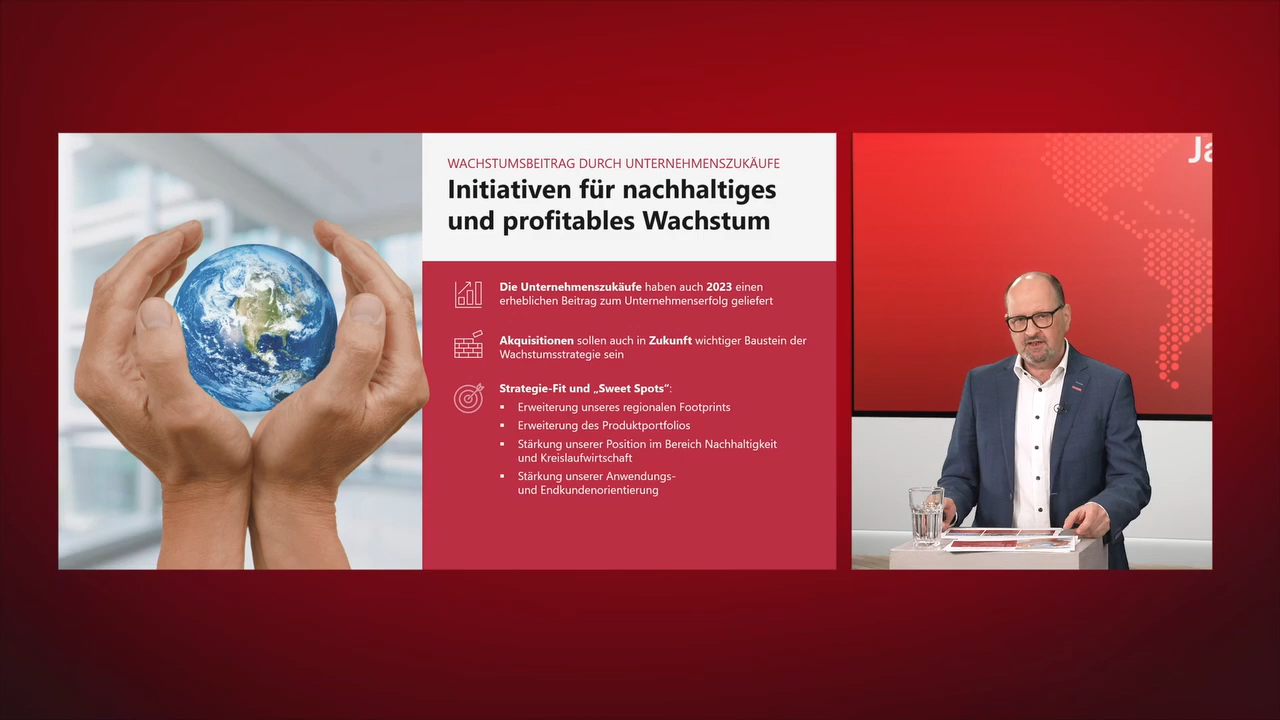 WACHSTUMSBEITRAG DURCH UNTERNEHMENSZUKÄUFE
Initiativen für nachhaltiges
und profitables Wachstum
Die Unternehmenszukäufe haben auch 2023 einen
erheblichen Beitrag zum Unternehmenserfolg geliefert
Akquisitionen sollen auch in Zukunft wichtiger Baustein der
Wachstumsstrategie sein
Strategie-Fit und „Sweet Spots“:
▪ Erweiterung unseres regionalen Footprints
▪ Erweiterung des Produktportfolios
▪ Stärkung unserer Position im Bereich Nachhaltigkeit
und Kreislaufwirtschaft
▪ Stärkung unserer Anwendungs-
und Endkundenorientierung
Ja